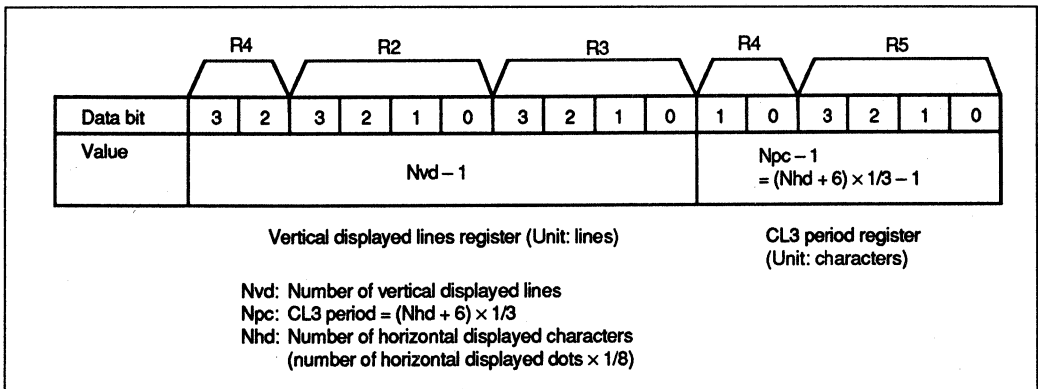 R4 R2 R3 R4 R5
Data bit 3 2 3 2 1 0 3 2 1 0 1 0 3 2 1 0
Value Nvd – 1 Npc – 1
= (Nhd + 6) × 1/3 – 1
Vertical displayed lines register (Unit: lines) CL3 period register
(Unit: characters)
Nvd: Number of vertical displayed lines
Npc: CL3 period = (Nhd + 6) × 1/3
Nhd: Number of horizontal displayed characters
(number of horizontal displayed dots × 1/8)